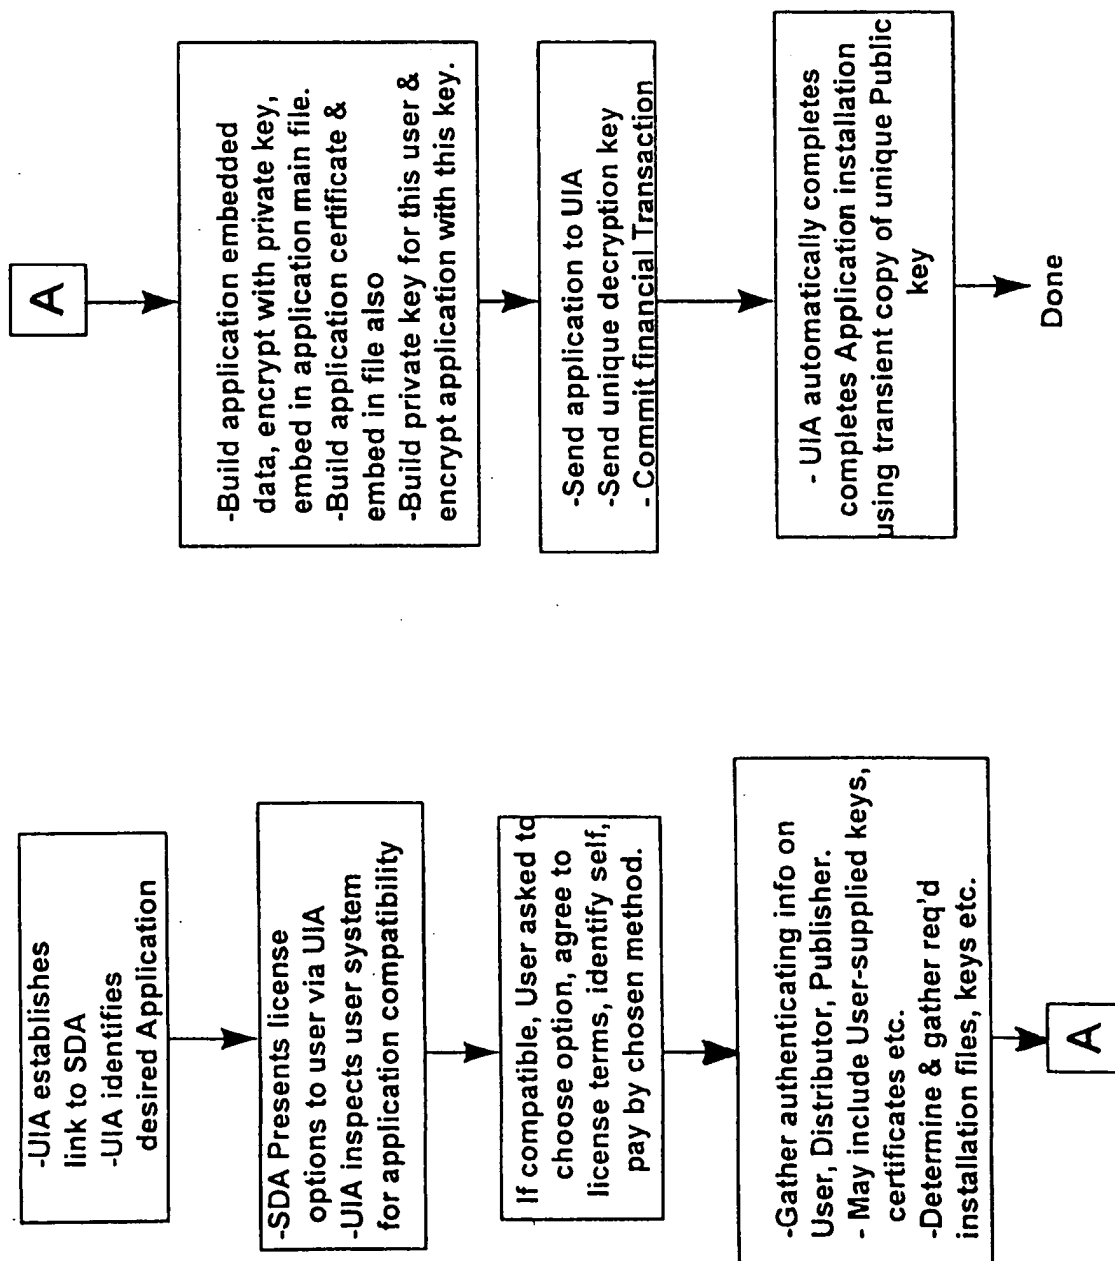 -UIA establishes
link to SDA
-UIA identifies
desired Application
-SDA Presents license
options to user via UIA
-UIA inspects user system
for application compatibility
If compatible, User asked to
choose option, agree to
license terms, identify self,
pay by chosen method.
-Gather authenticating info on
User, Distributor, Publisher.
- May include User-supplied keys,
certificates etc.
-Determine & gather req'd
installation files, keys etc.
A
A
-Build application embedded
data, encrypt with private key,
embed in application main file.
-Build application certificate &
embed in file also
-Build private key for this user &
encrypt application with this key.
-Send application to UIA
-Send unique decryption key
- Commit financial Transaction
- UIA automatically completes
completes Application installation
using transient copy of unique Public
key
Done